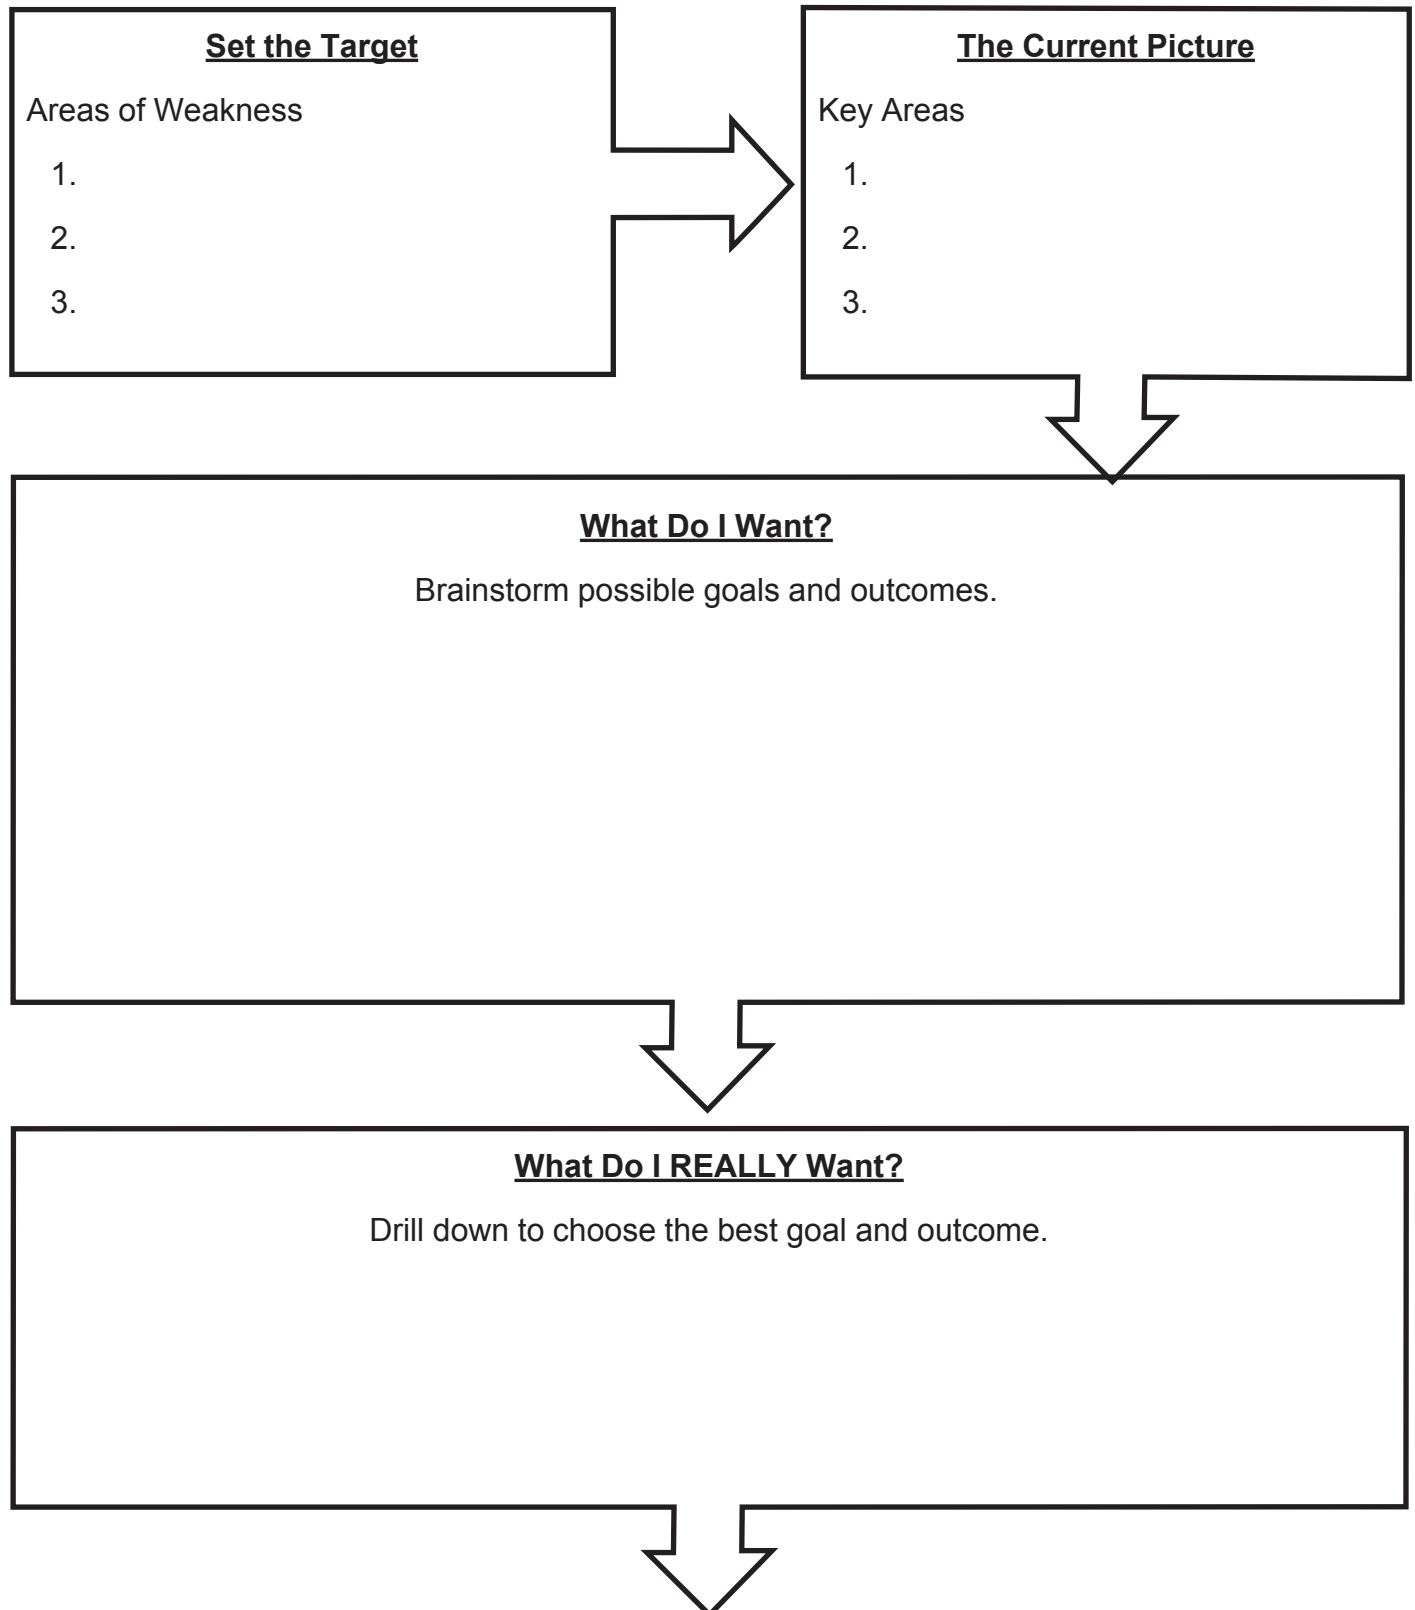 Set the Target
Areas of Weakness
1.
2.
3.
The Current Picture
Key Areas
1.
2.
3.
What Do I Want?
Brainstorm possible goals and outcomes.
What Do I REALLY Want?
Drill down to choose the best goal and outcome.